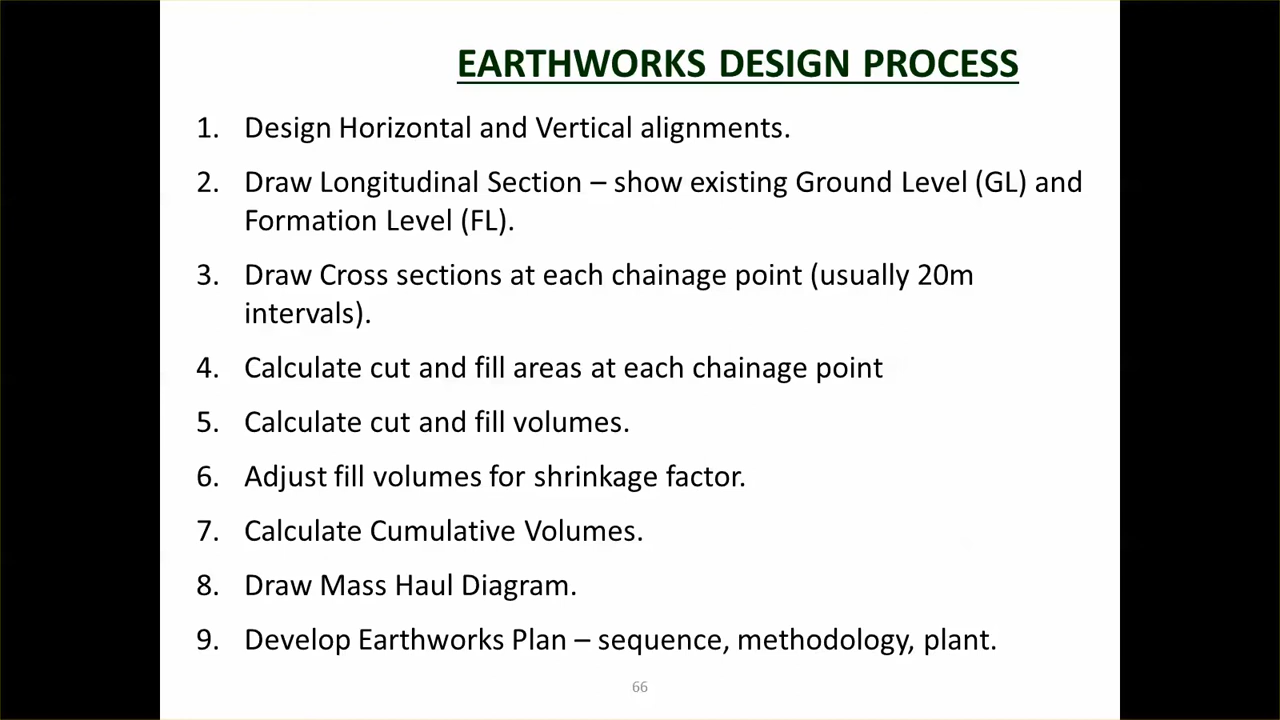 EARTHWORKS DESIGN PROCESS
1. Design Horizontal and Vertical alignments.
2. Draw Longitudinal Section – show existing Ground Level (GL) and
Formation Level (FL).
3. Draw Cross sections at each chainage point (usually 20m
intervals).
4. Calculate cut and fill areas at each chainage point
5. Calculate cut and fill volumes.
6. Adjust fill volumes for shrinkage factor.
7. Calculate Cumulative Volumes.
8. Draw Mass Haul Diagram.
9. Develop Earthworks Plan – sequence, methodology, plant.
66